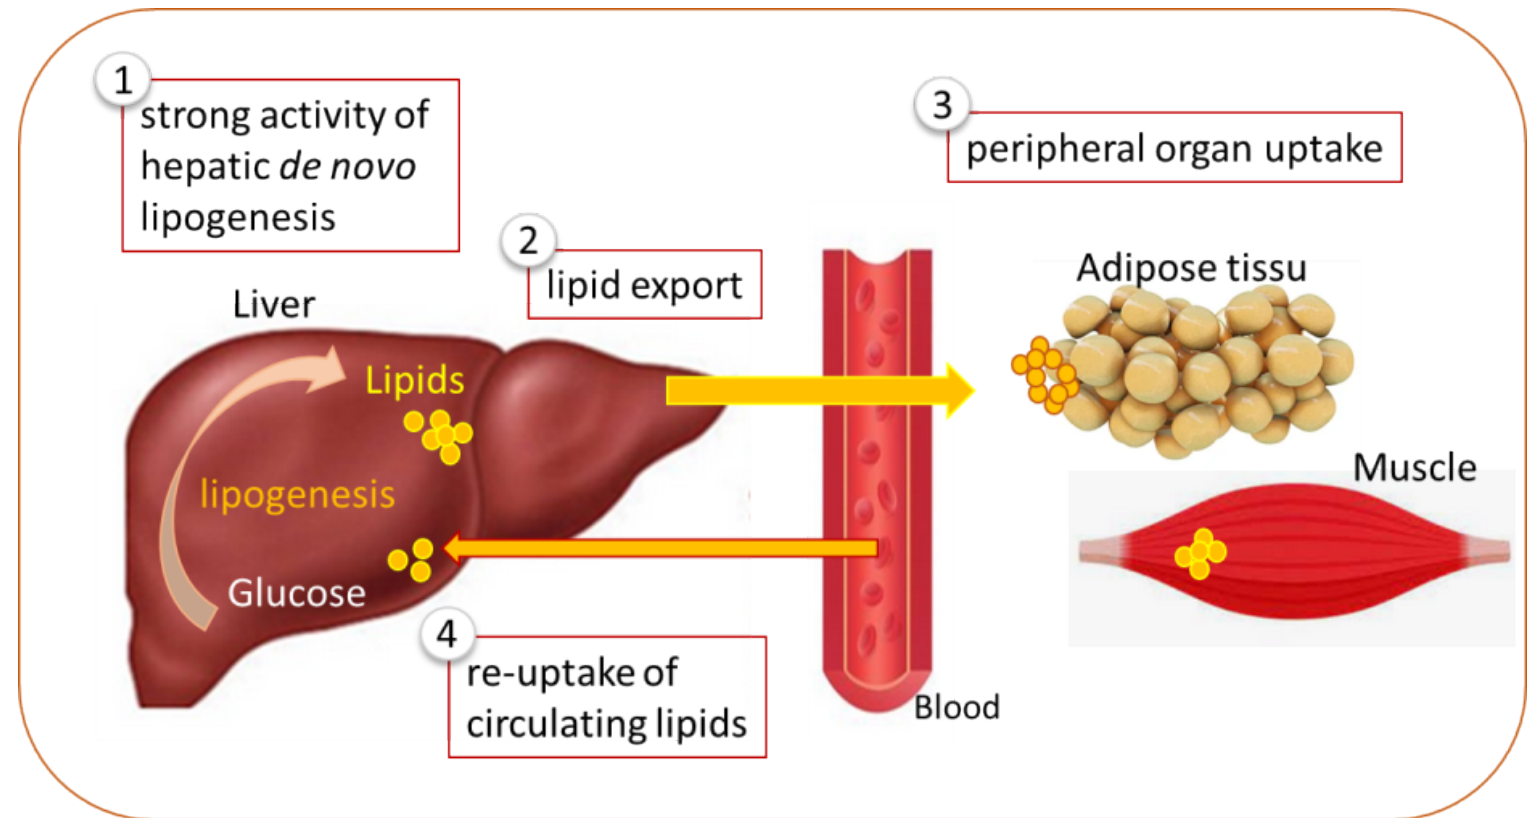 1
strong activity of
hepatic de novo
lipogenesis
2
lipid export
3
peripheral organ uptake
Liver
Lipids
lipogenesis
Glucose
Adipose tissu
Muscle
4
re-uptake of
circulating lipids
Blood